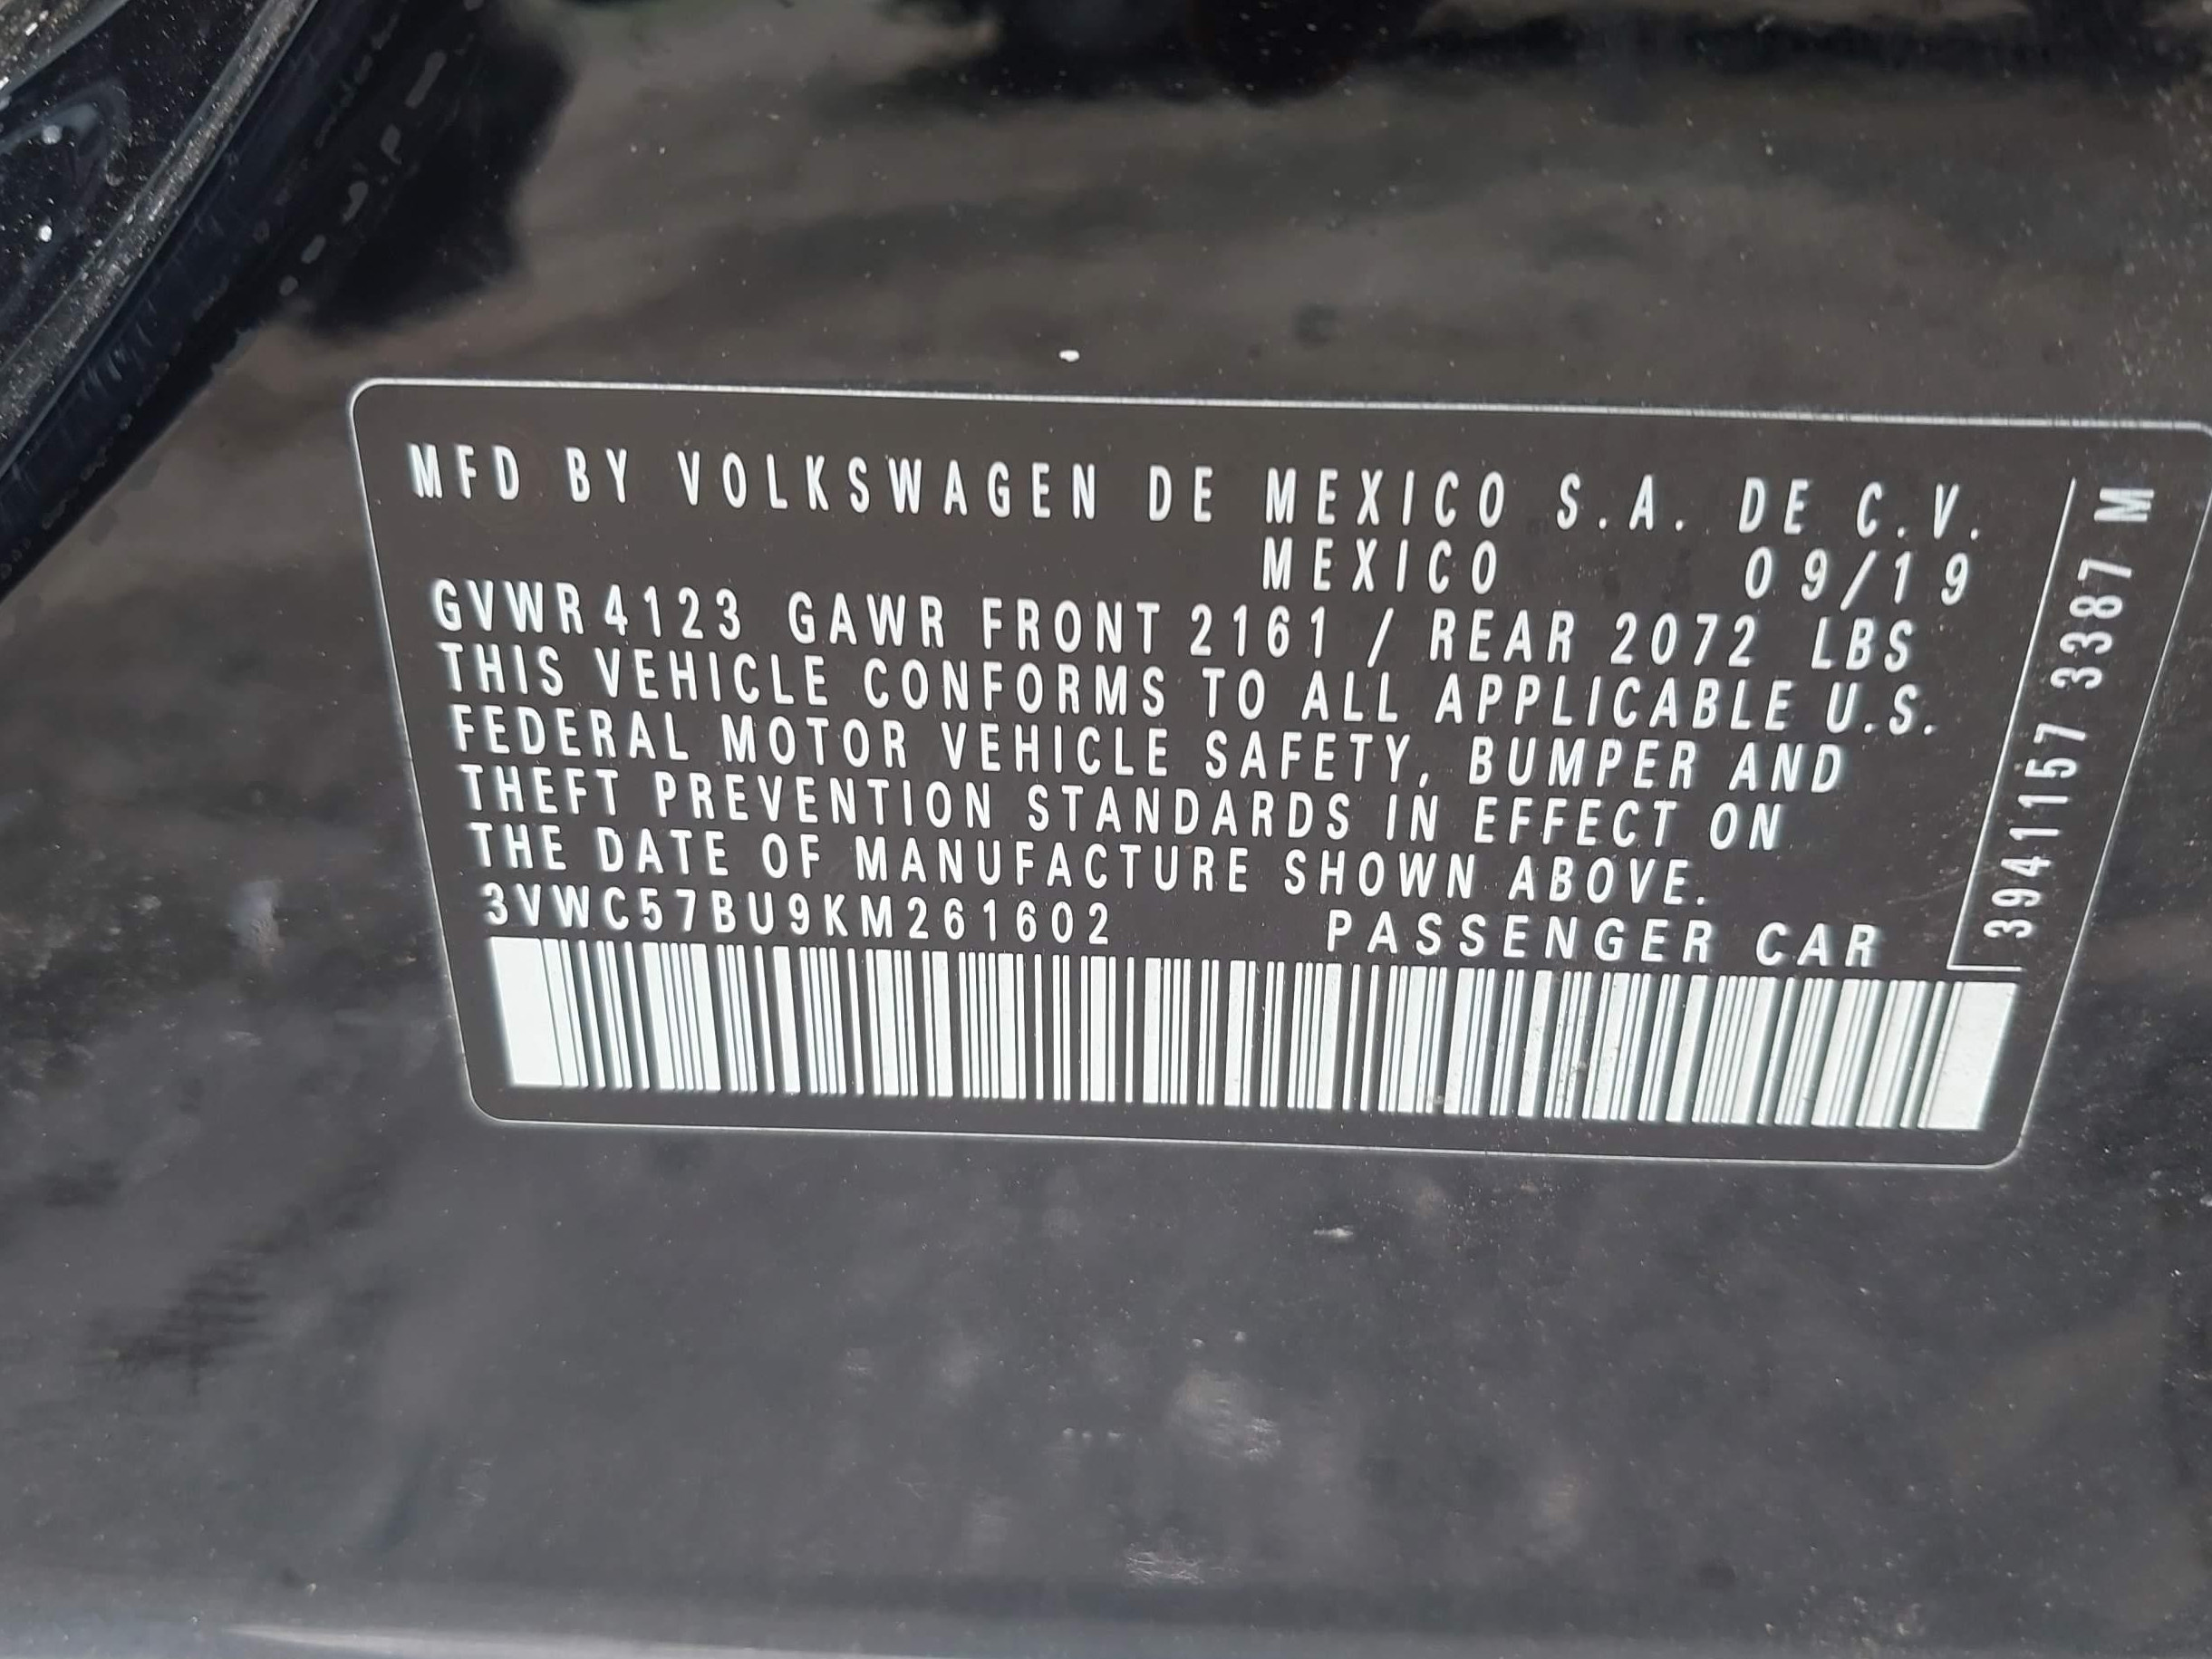 MFD BY VOLKSWAGEN DE MEXICO S.A. DE C.V.
MEXICO 09/19
GVWR 4123 GAWR FRONT 2161 / REAR 2072 LBS
THIS VEHICLE CONFORMS TO ALL APPLICABLE U.S.
FEDERAL MOTOR VEHICLE SAFETY, BUMPER AND
THEFT PREVENTION STANDARDS IN EFFECT ON
THE DATE OF MANUFACTURE SHOWN ABOVE.
3VWC57BU9KM261602 PASSENGER CAR
3941157 3387 M